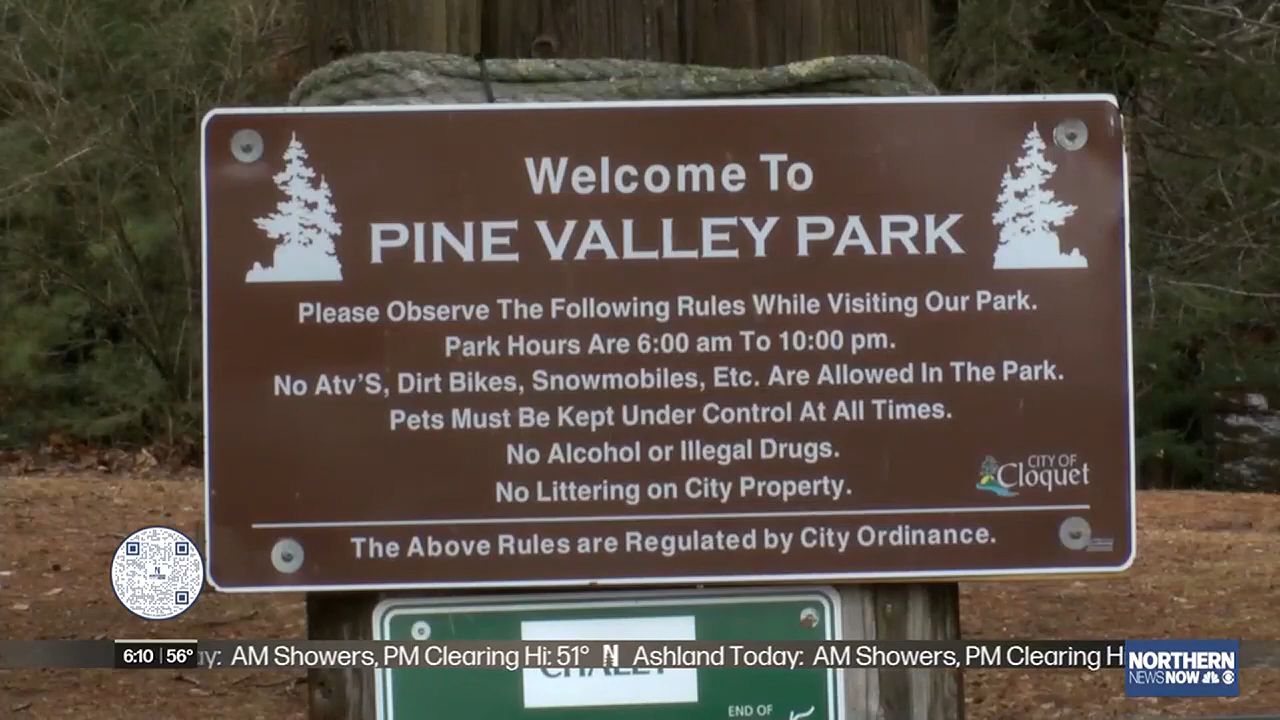 Welcome To
PINE VALLEY PARK
Please Observe The Following Rules While Visiting Our Park.
Park Hours Are 6:00 am To 10:00 pm.
No Atv'S, Dirt Bikes, Snowmobiles, Etc. Are Allowed In The Park.
Pets Must Be Kept Under Control At All Times.
No Alcohol or Illegal Drugs.
No Littering on City Property.
CITY OF
Cloquet
The Above Rules are Regulated by City Ordinance.
6:10 56° ay: AM Showers, PM Clearing Hi: 51° N Ashland Today: AM Showers, PM Clearing H
NORTHERN
NEWS NOW
CHALET
END OF